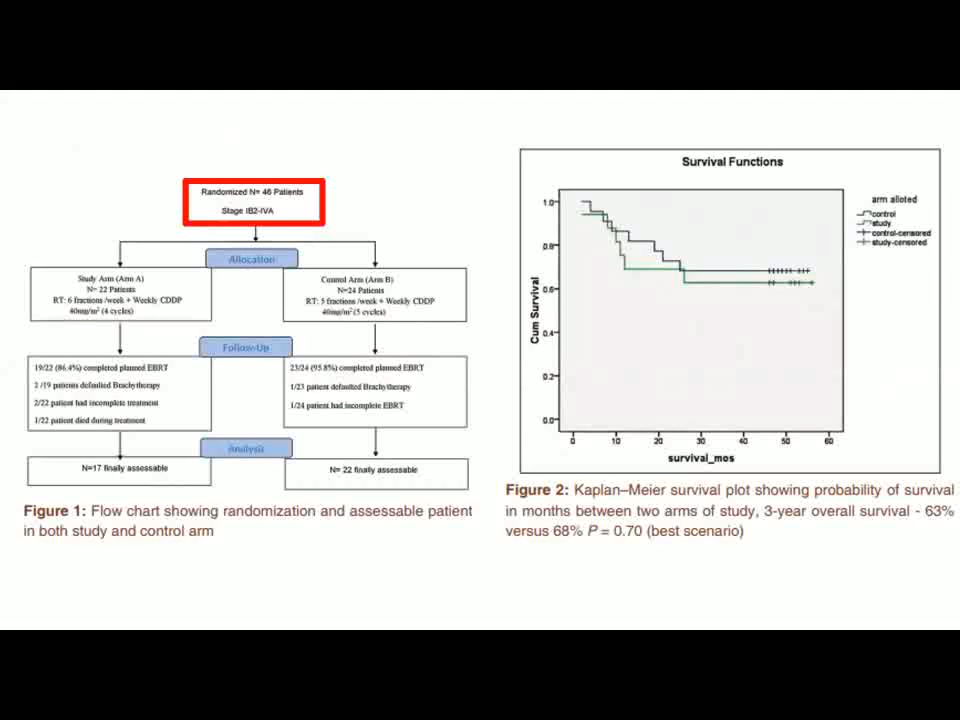 Randomized N= 46 Patients
Stage IB2-IVA
Allocation
Study Arm (Arm A)
N= 22 Patients
RT: 6 fractions /week + Weekly CDDP
40mg/m² (4 cycles)
Control Arm (Arm B)
N=24 Patients
RT: 5 fractions /week + Weekly CDDP
40mg/m² (5 cycles)
Follow-Up
19/22 (86.4%) completed planned EBRT
2 /19 patients defaulted Brachytherapy
2/22 patient had incomplete treatment
1/22 patient died during treatment
23/24 (95.8%) completed planned EBRT
1/23 patient defaulted Brachytherapy
1/24 patient had incomplete EBRT
Analysis
N=17 finally assessable
N= 22 finally assessable
Figure 1: Flow chart showing randomization and assessable patient
in both study and control arm
Survival Functions
arm alloted
control
study
control-censored
study-censored
Cum Survival
1.0
0.8
0.6
0.4
0.2
0.0
0 10 20 30 40 50 60
survival_mos
Figure 2: Kaplan–Meier survival plot showing probability of survival
in months between two arms of study, 3-year overall survival - 63%
versus 68% P = 0.70 (best scenario)